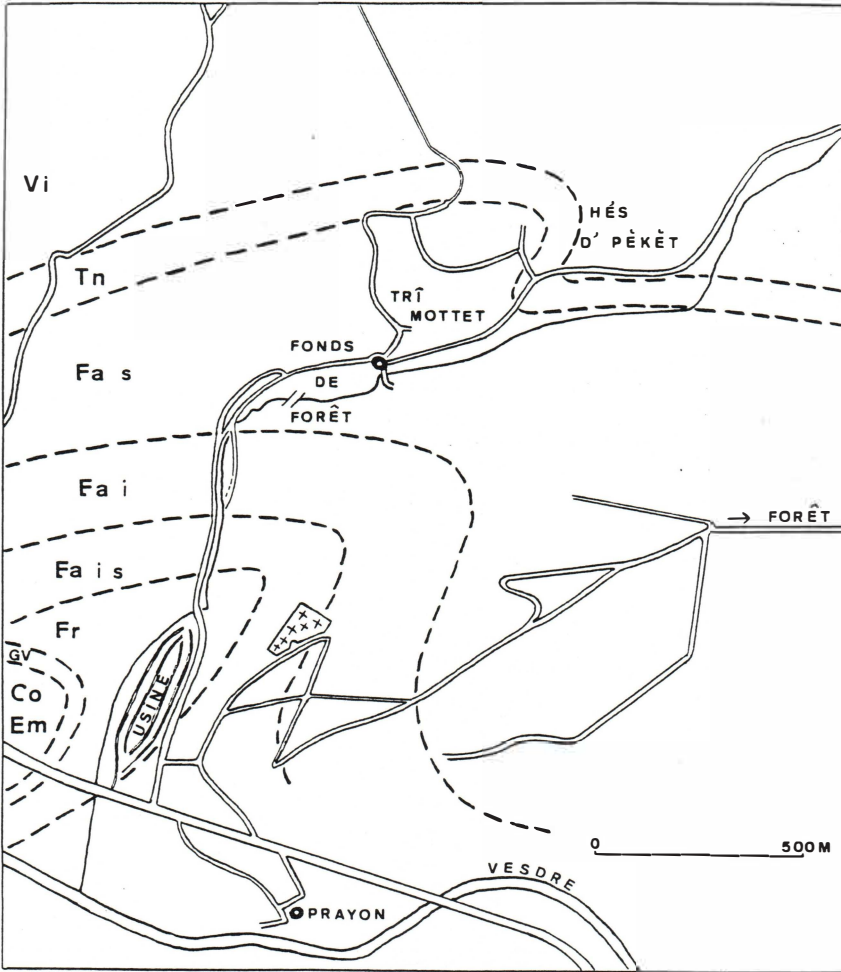 Vi
HÉS
D' PÈKÈT
Tn
TRÎ
MOTTET
FONDS
Fa s
DE
FORÊT
Fa i
→ FORÊT
Fa i s
Fr
GV
USINE
Co
Em
0 500M
VESDRE
PRAYON